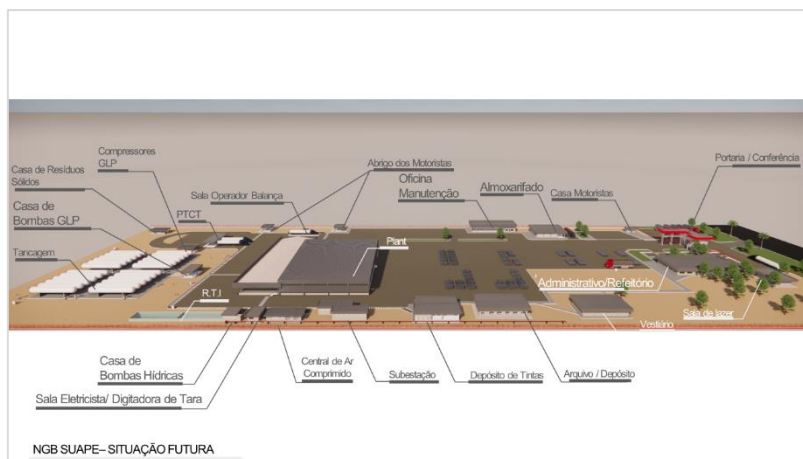 Compressores
GLP
Casa de Resíduos
Sólidos
Casa de
Bombas GLP
Tancagem
PTCT
Sala Operador Balança
Abrigo dos Motoristas
Oficina
Manutenção
Almoxarifado
Casa Motoristas
Portaria / Conferência
Plant
R.T.I
Administrativo/Refeitório
Sala de lazer
Vestiário
Casa de
Bombas Hídricas
Central de Ar
Comprimido
Subestação
Depósito de Tintas
Arquivo / Depósito
Sala Eletricista/ Digitadora de Tara
NGB SUAPE– SITUAÇÃO FUTURA